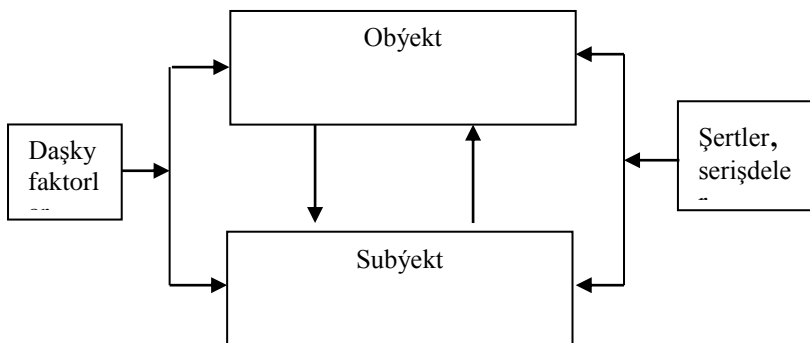 Obýekt
Daşky
faktorl
Şertler,
serişdele
Subýekt